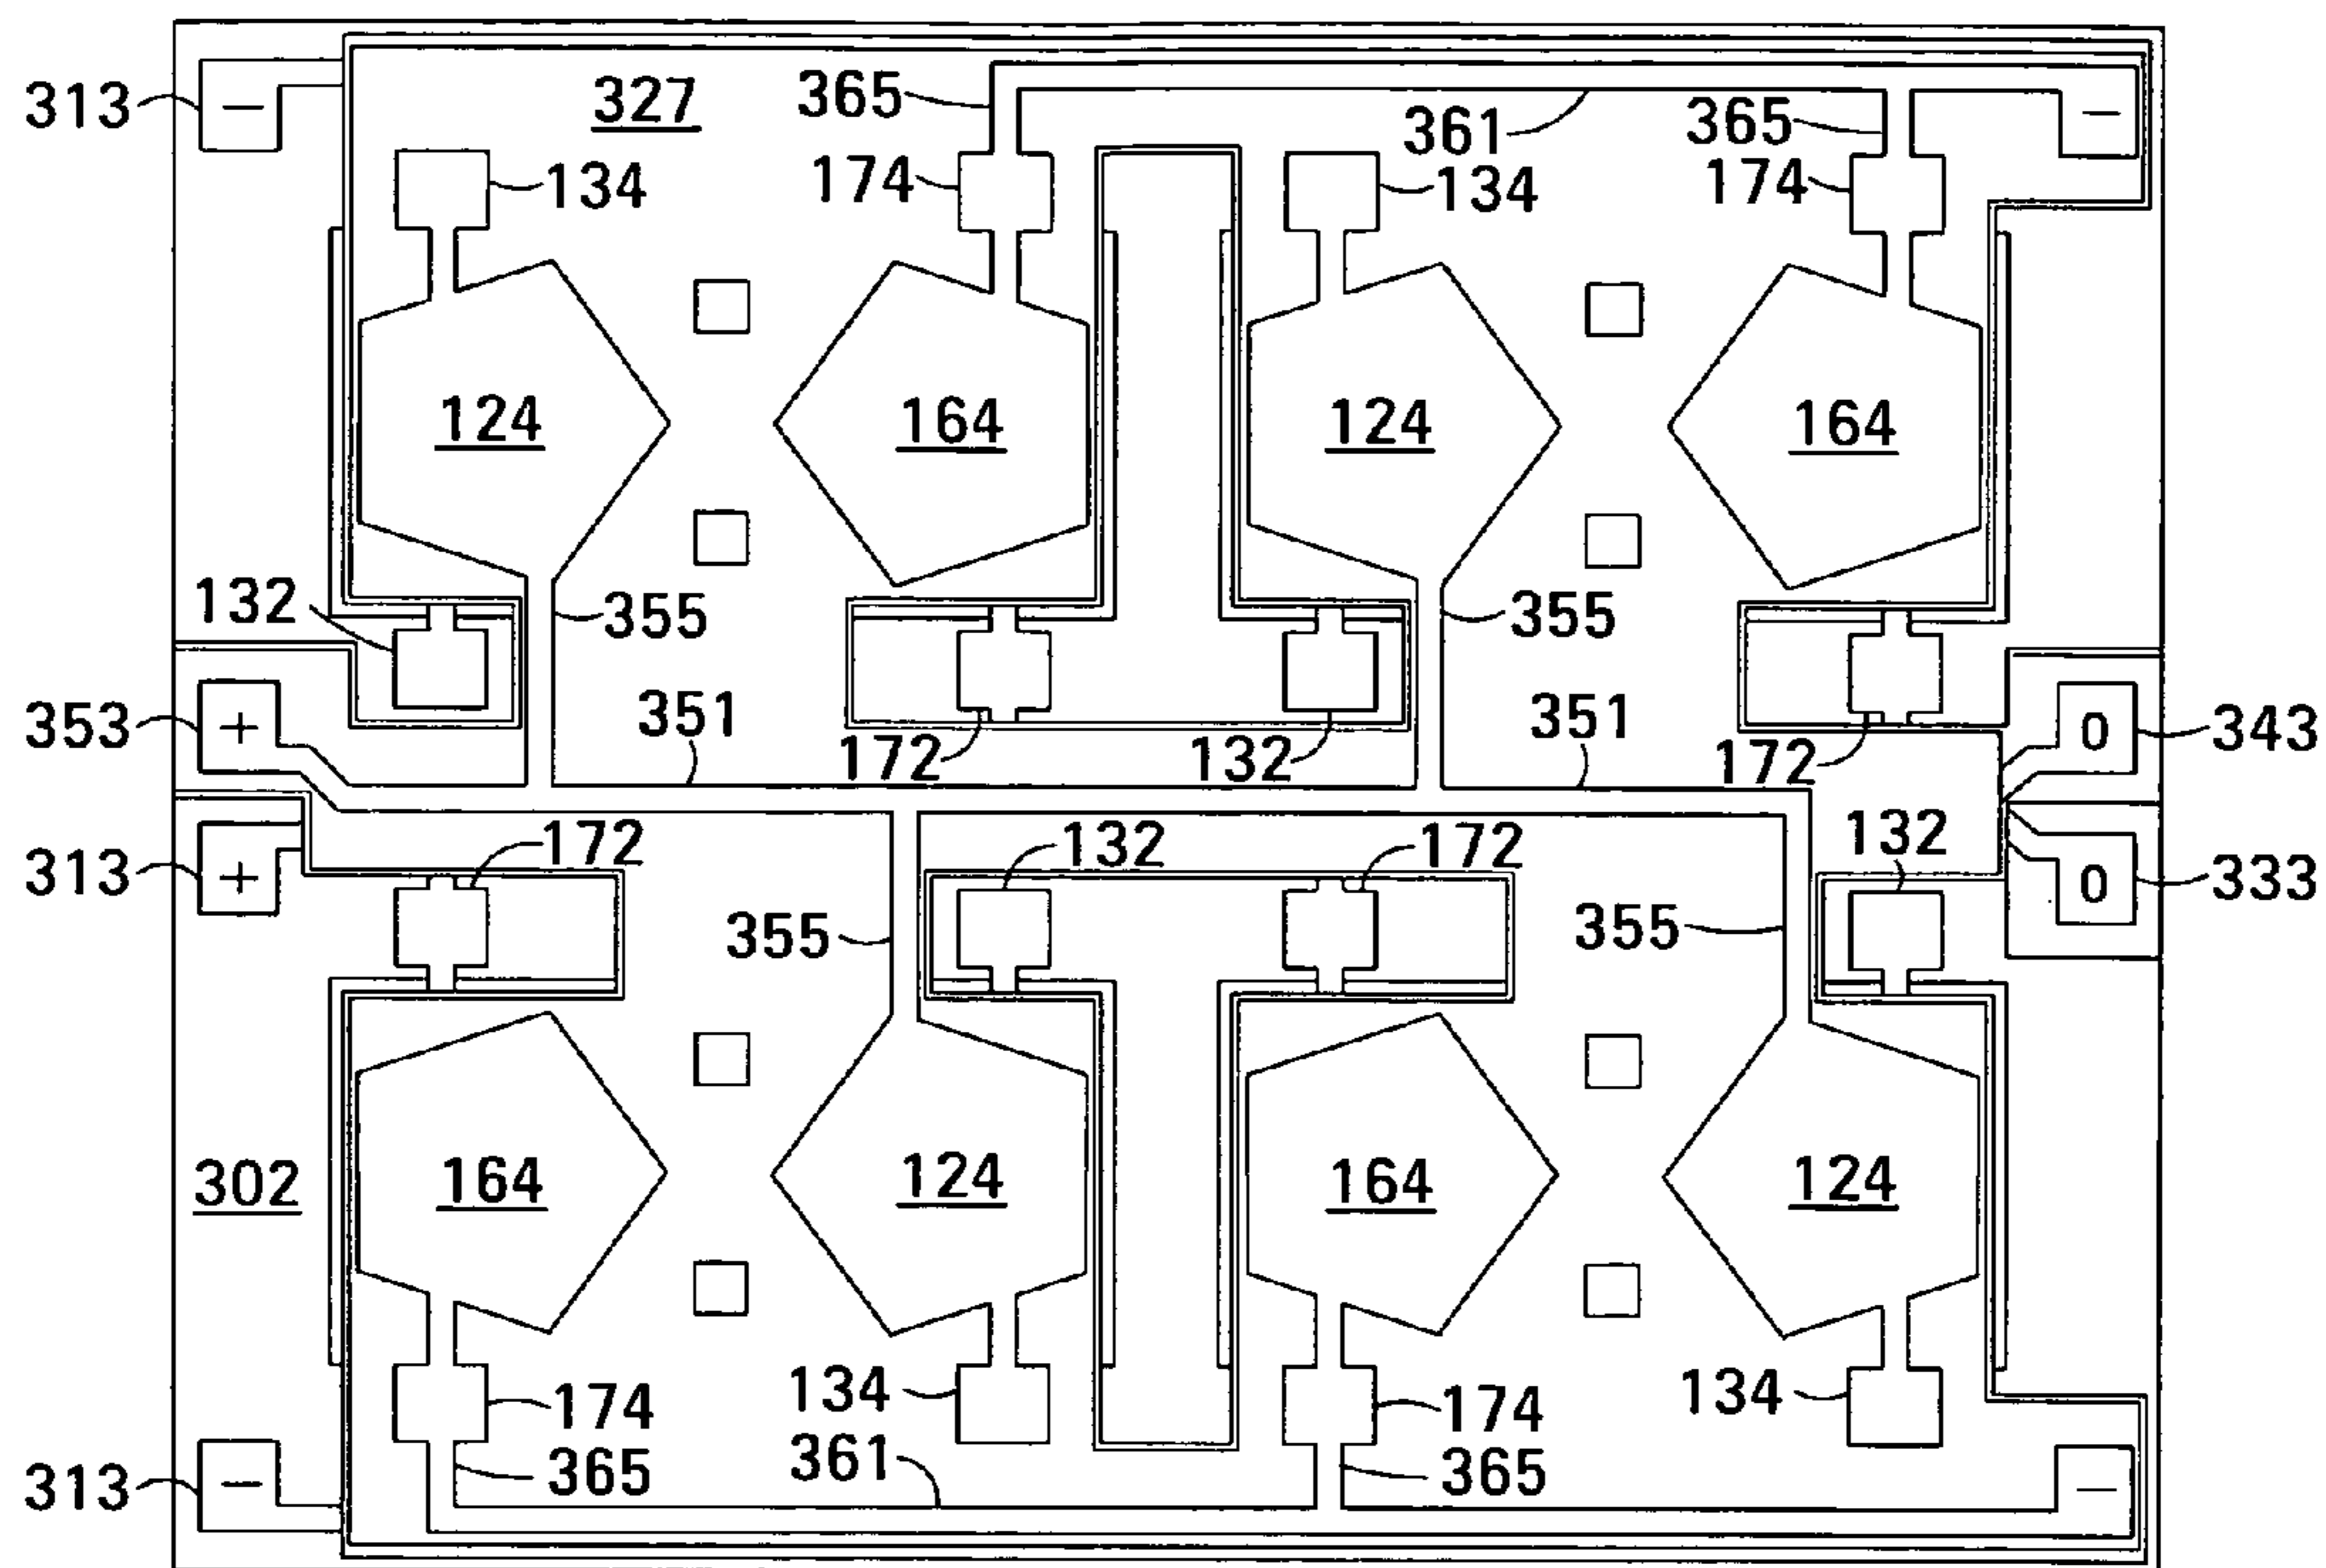 313 − 327 365 361 365 −
134 174 134 174
124 164 124 164
132 355 355
353 + 351 351 0 343
172 132 172
313 + 172 132 172 132 0 333
355 355
302 164 124 164 124
174 134 174 134
313 − 365 361 365 −